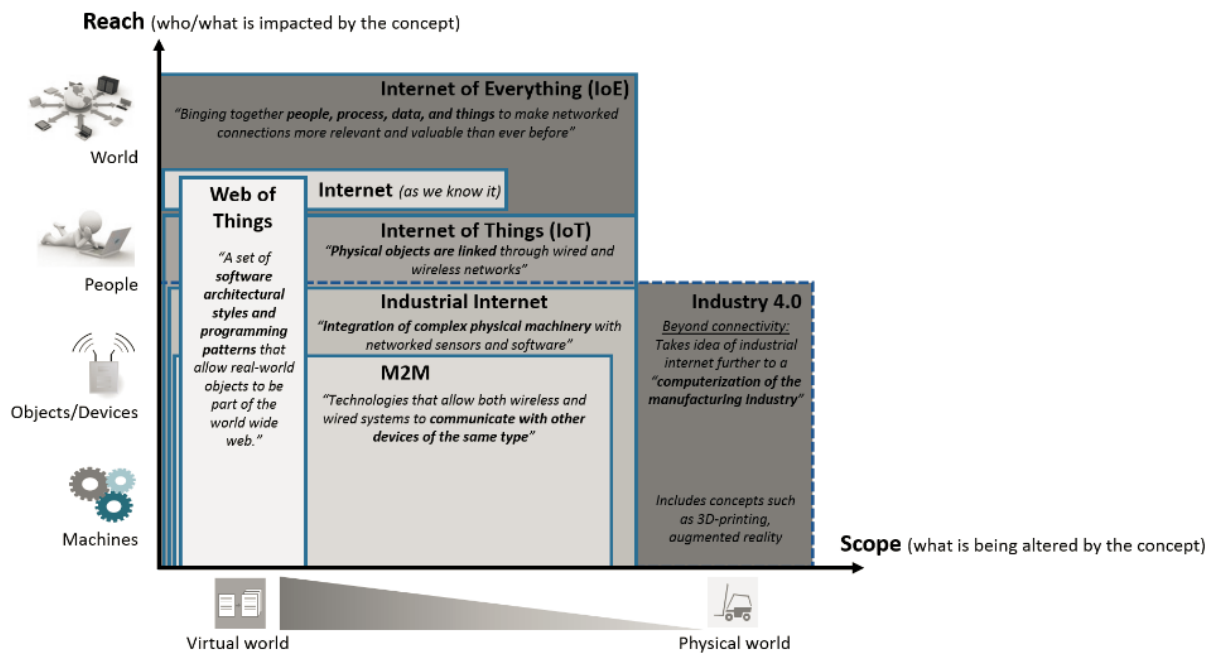 Reach (who/what is impacted by the concept)
World
People
Objects/Devices
Machines
Internet of Everything (IoE)
“Binging together people, process, data, and things to make networked
connections more relevant and valuable than ever before”
Internet (as we know it)
Web of
Things
“A set of
software
architectural
styles and
programming
patterns that
allow real-world
objects to be
part of the
world wide
web.”
Internet of Things (IoT)
“Physical objects are linked through wired and
wireless networks”
Industrial Internet
“Integration of complex physical machinery with
networked sensors and software”
M2M
“Technologies that allow both wireless and
wired systems to communicate with other
devices of the same type”
Industry 4.0
Beyond connectivity:
Takes idea of industrial
internet further to a
“computerization of the
manufacturing industry”
Includes concepts such
as 3D-printing,
augmented reality
Scope (what is being altered by the concept)
Virtual world
Physical world